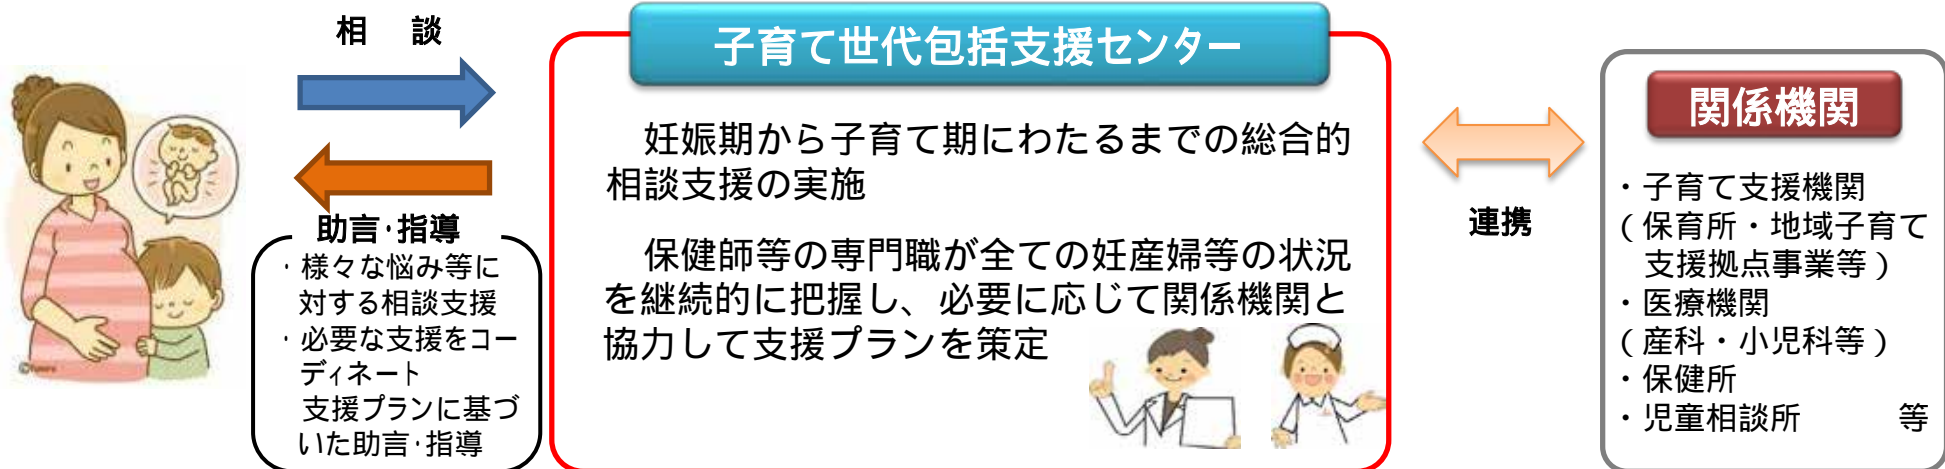 相　談
助言・指導
・様々な悩み等に
対する相談支援
・必要な支援をコー
ディネート
支援プランに基づ
いた助言・指導
子育て世代包括支援センター
妊娠期から子育て期にわたるまでの総合的
相談支援の実施
保健師等の専門職が全ての妊産婦等の状況
を継続的に把握し、必要に応じて関係機関と
協力して支援プランを策定
連携
関係機関
・子育て支援機関
（保育所・地域子育て
支援拠点事業等）
・医療機関
（産科・小児科等）
・保健所
・児童相談所　　　等